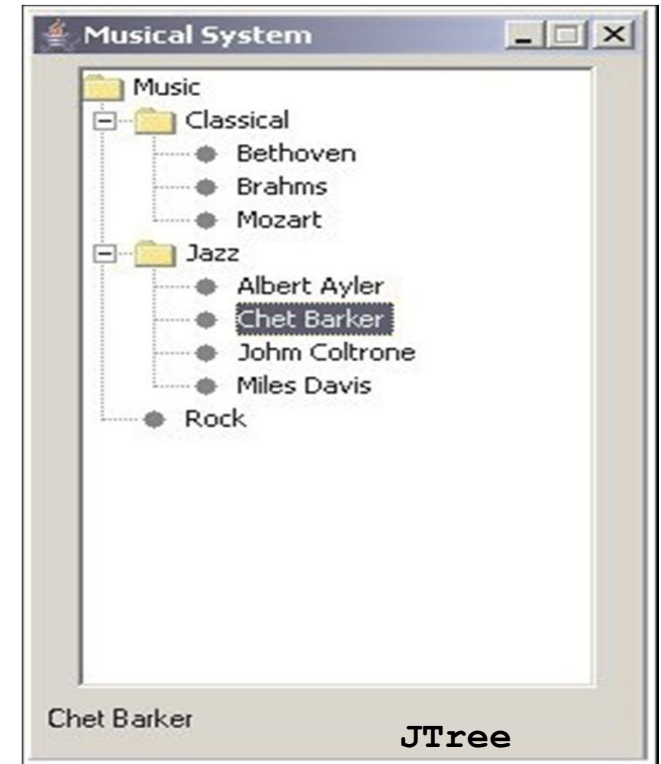 Musical System
Music
Classical
Bethoven
Brahms
Mozart
Jazz
Albert Ayler
Chet Barker
Johm Coltrone
Miles Davis
Rock
Chet Barker
JTree